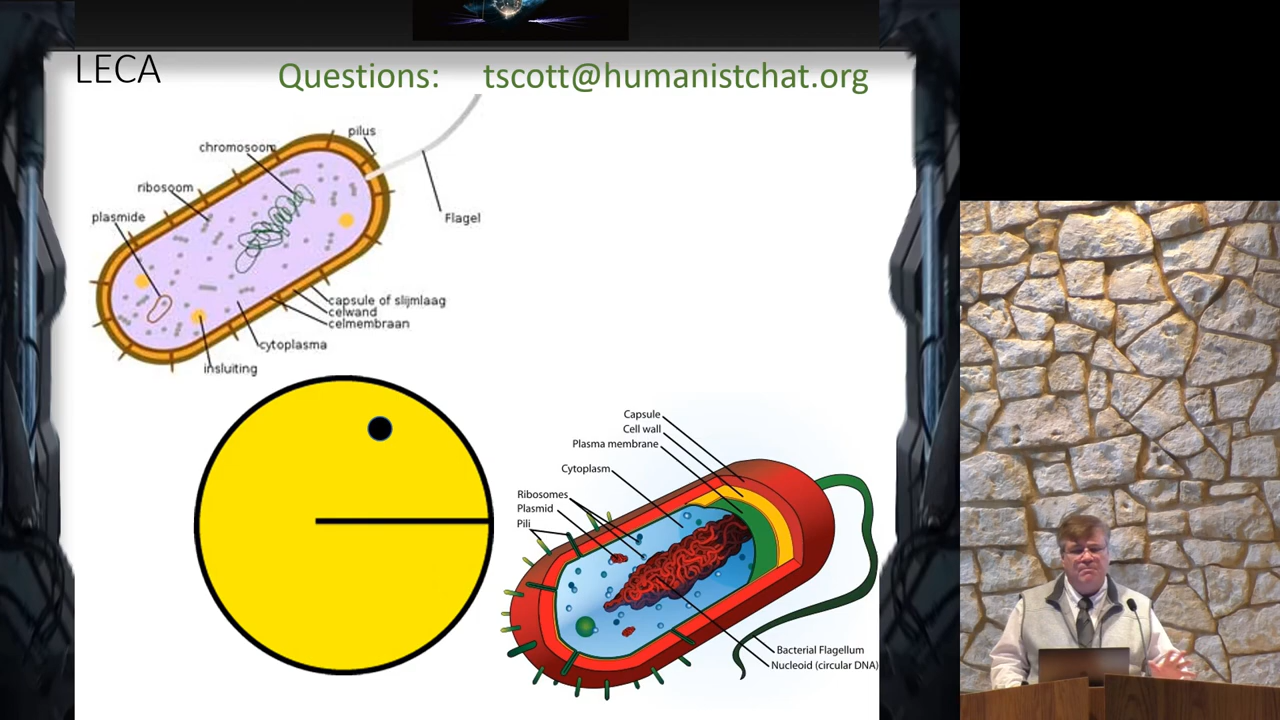 LECA
Questions: tscott@humanistchat.org
pilus
chromosoom
ribosoom
plasmide
Flagel
capsule of slijmlaag
celwand
celmembraan
cytoplasma
insluiting
Capsule
Cell wall
Plasma membrane
Cytoplasm
Ribosomes
Plasmid
Pili
Bacterial Flagellum
Nucleoid (circular DNA)